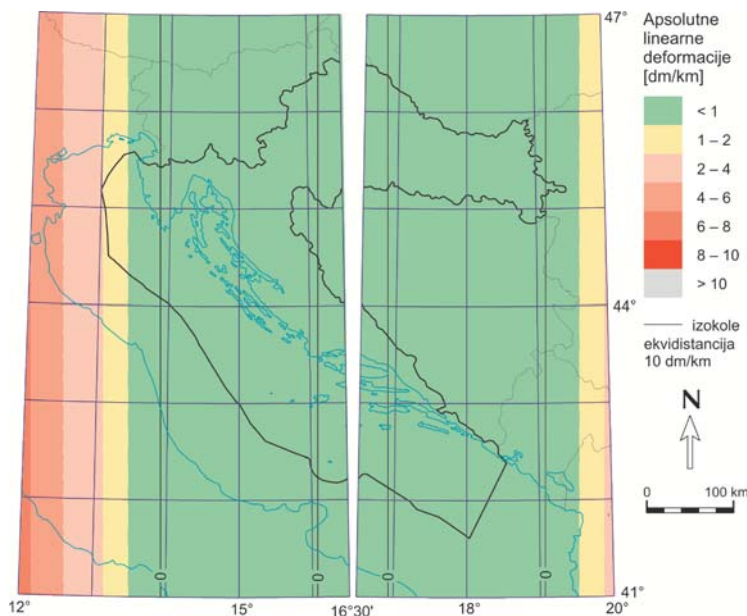 47°
Apsolutne
linearne
deformacije
[dm/km]
< 1
1 – 2
2 – 4
4 – 6
6 – 8
8 – 10
> 10
44°
izokole
ekvidistancija
10 dm/km
N
0 100 km
0 0 0 0
41°
12° 15° 16°30' 18° 20°